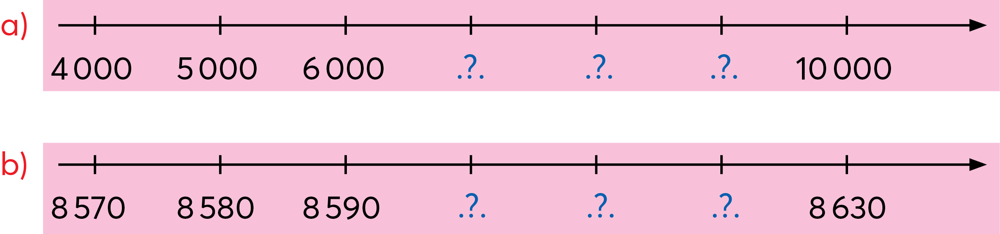 a)
4 000 5 000 6 000 .?. .?. .?. 10 000
b)
8 570 8 580 8 590 .?. .?. .?. 8 630